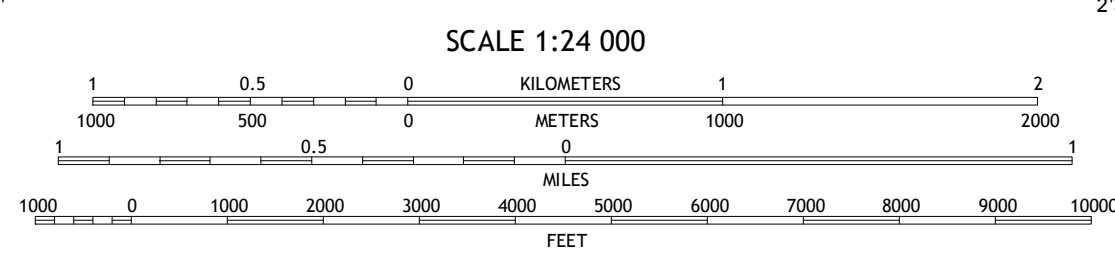 SCALE 1:24 000
1 0.5 0 KILOMETERS 1 2
1000 500 0 METERS 1000 2000
1 0.5 0 1
MILES
1000 0 1000 2000 3000 4000 5000 6000 7000 8000 9000 10000
FEET